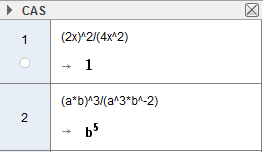 CAS
1
(2x)^2/(4x^2)
→ 1
2
(a*b)^3/(a^3*b^-2)
→ b⁵